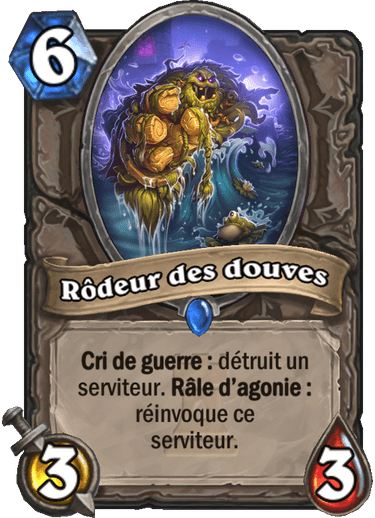 6
Rôdeur des douves
Cri de guerre : détruit un
serviteur. Râle d’agonie :
réinvoque ce
serviteur.
3
3